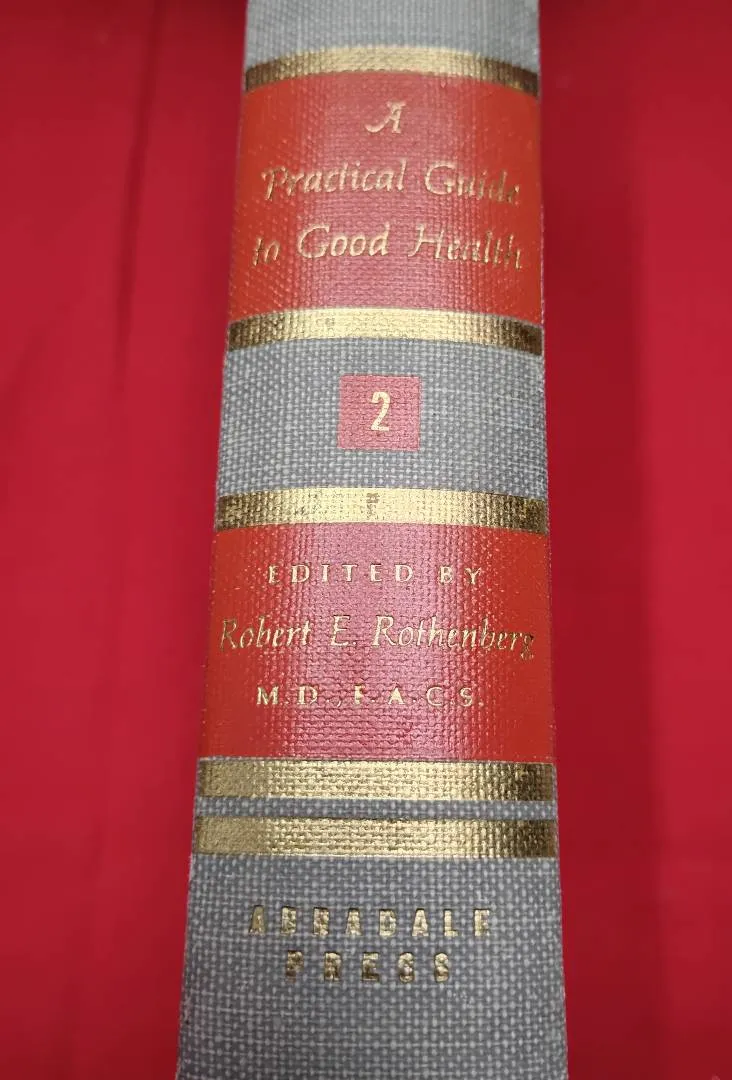 A
Practical Guide
to Good Health
2
EDITED BY
Robert E. Rothenberg
M.D., F.A.C.S.
ABRADALE
PRESS